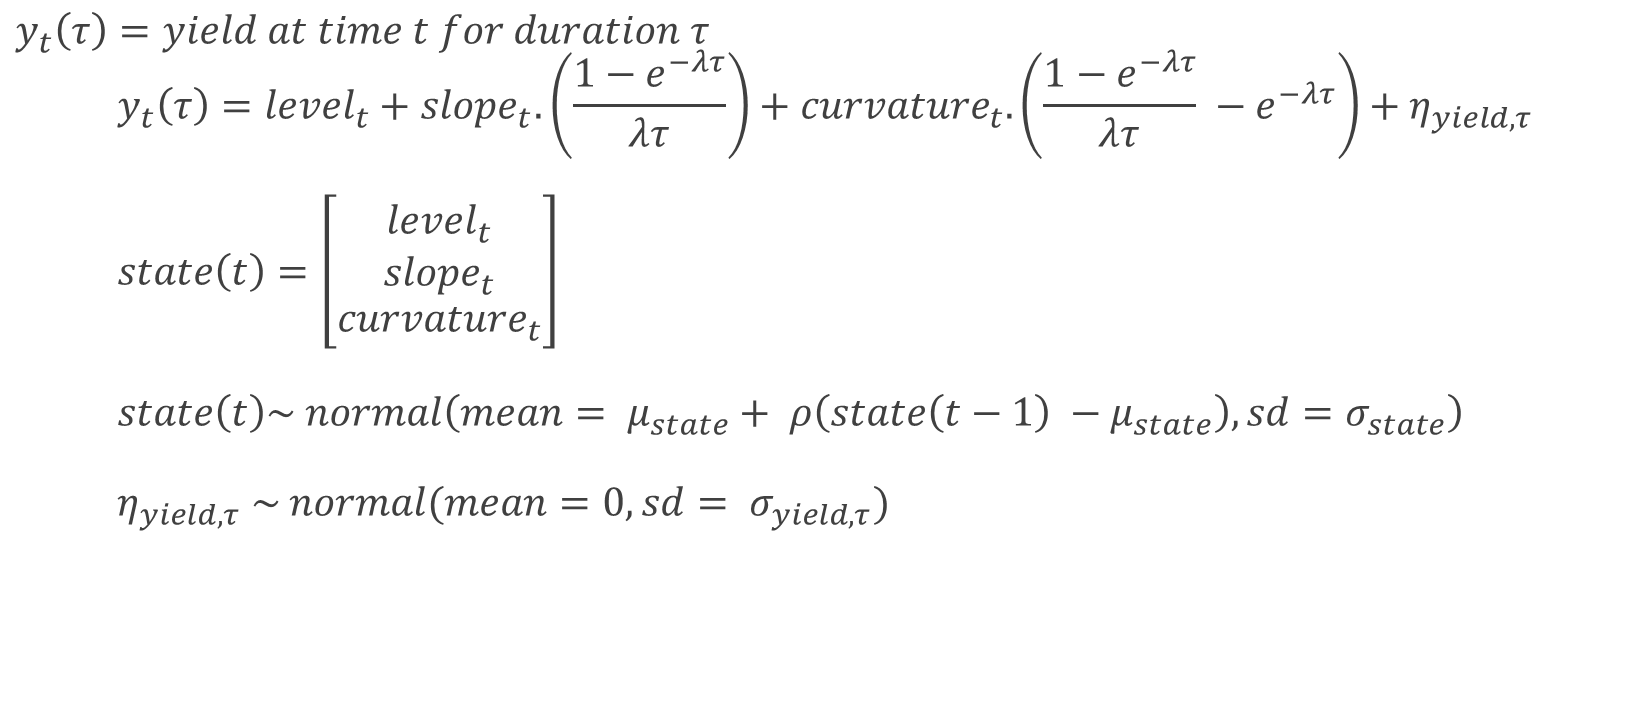 y_t(τ) = yield at time t for duration τ
y_t(τ) = level_t + slope_t.((1 − e^{−λτ})/(λτ)) + curvature_t.((1 − e^{−λτ})/(λτ) − e^{−λτ}) + η_{yield,τ}
state(t) = [level_t
slope_t
curvature_t]
state(t)~ normal(mean = μ_{state} + ρ(state(t − 1) − μ_{state}), sd = σ_{state})
η_{yield,τ} ~ normal(mean = 0, sd = σ_{yield,τ})